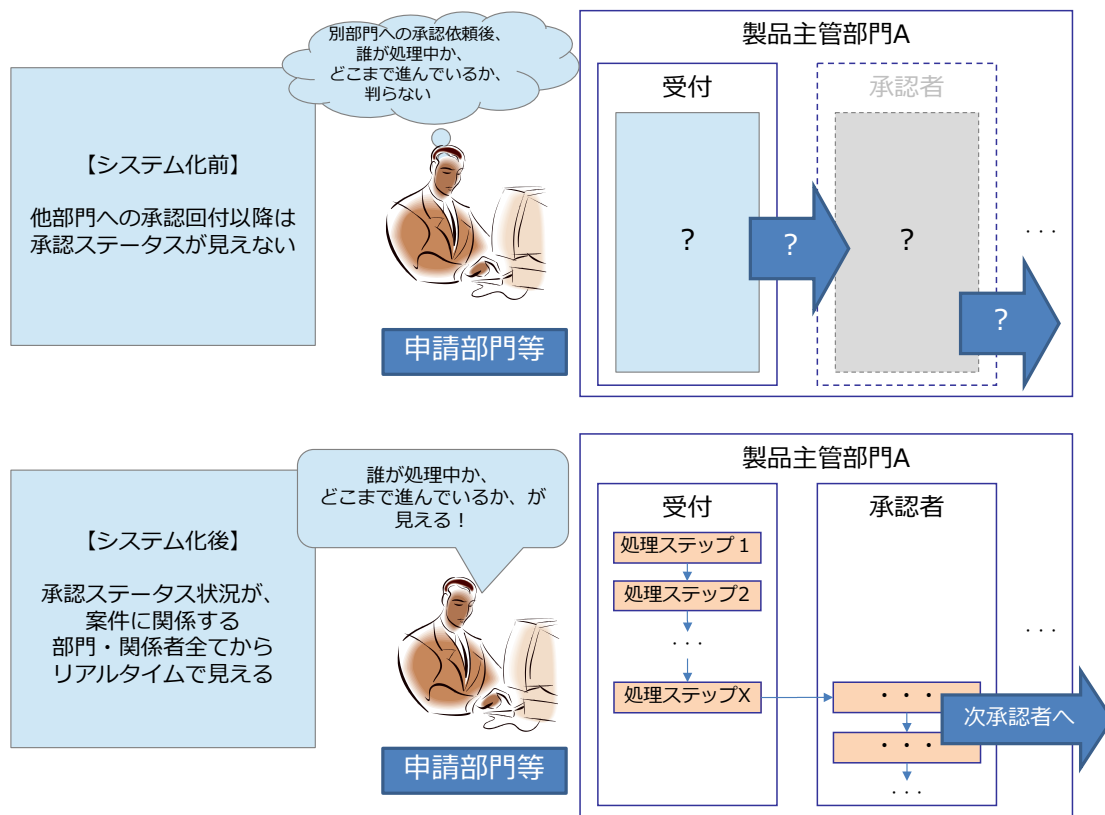 別部門への承認依頼後、
誰が処理中か、
どこまで進んでいるか、
判らない
【システム化前】
他部門への承認回付以降は
承認ステータスが見えない
申請部門等
製品主管部門A
受付
承認者
?
?
?
?
・・・
【システム化後】
承認ステータス状況が、
案件に関係する
部門・関係者全てから
リアルタイムで見える
誰が処理中か、
どこまで進んでいるか、が
見える！
申請部門等
製品主管部門A
受付
承認者
処理ステップ１
処理ステップ2
・・・
処理ステップX
・・・
・・・
・・・
・・・
次承認者へ